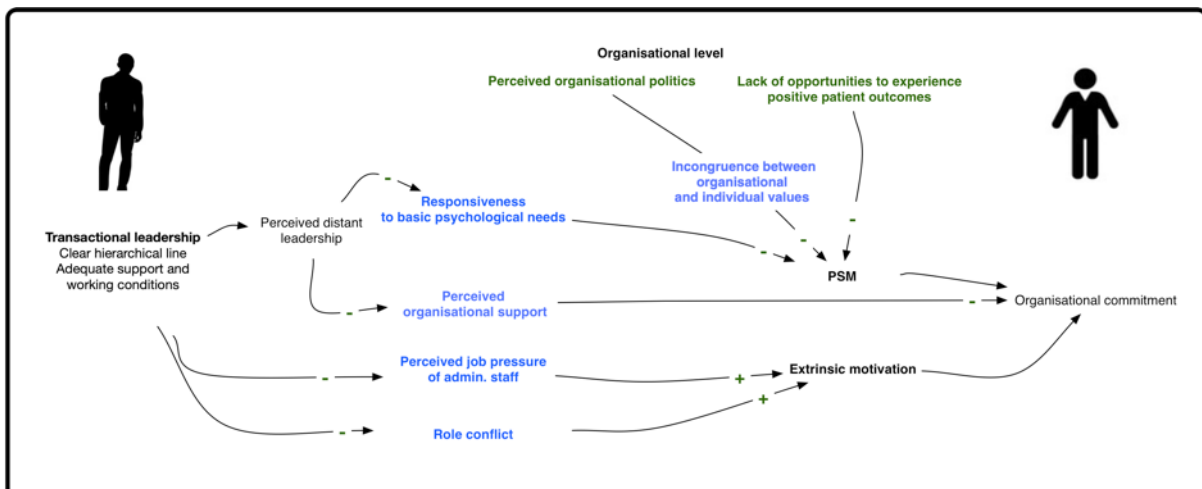 Organisational level
Perceived organisational politics
Lack of opportunities to experience
positive patient outcomes
Incongruence between
organisational
and individual values
-
Responsiveness
to basic psychological needs
-
-
-
Transactional leadership
Clear hierarchical line
Adequate support and
working conditions
Perceived distant
leadership
PSM
Perceived
organisational support
-
-
Organisational commitment
Perceived job pressure
of admin. staff
-
+
Extrinsic motivation
+
Role conflict
-